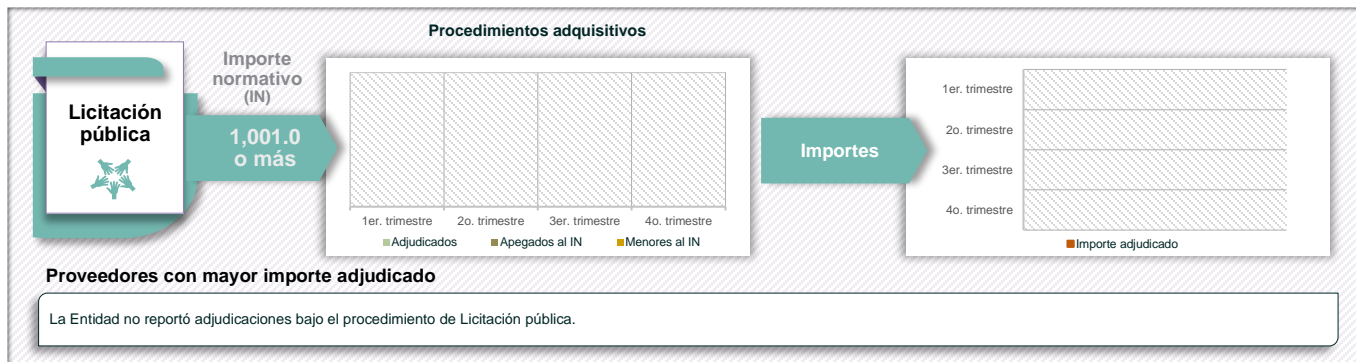 Procedimientos adquisitivos
Licitación
pública
Importe
normativo
(IN)
1,001.0
o más
1er. trimestre
2o. trimestre
3er. trimestre
4o. trimestre
Adjudicados
Apegados al IN
Menores al IN
Importes
1er. trimestre
2o. trimestre
3er. trimestre
4o. trimestre
Importe adjudicado
Proveedores con mayor importe adjudicado
La Entidad no reportó adjudicaciones bajo el procedimiento de Licitación pública.